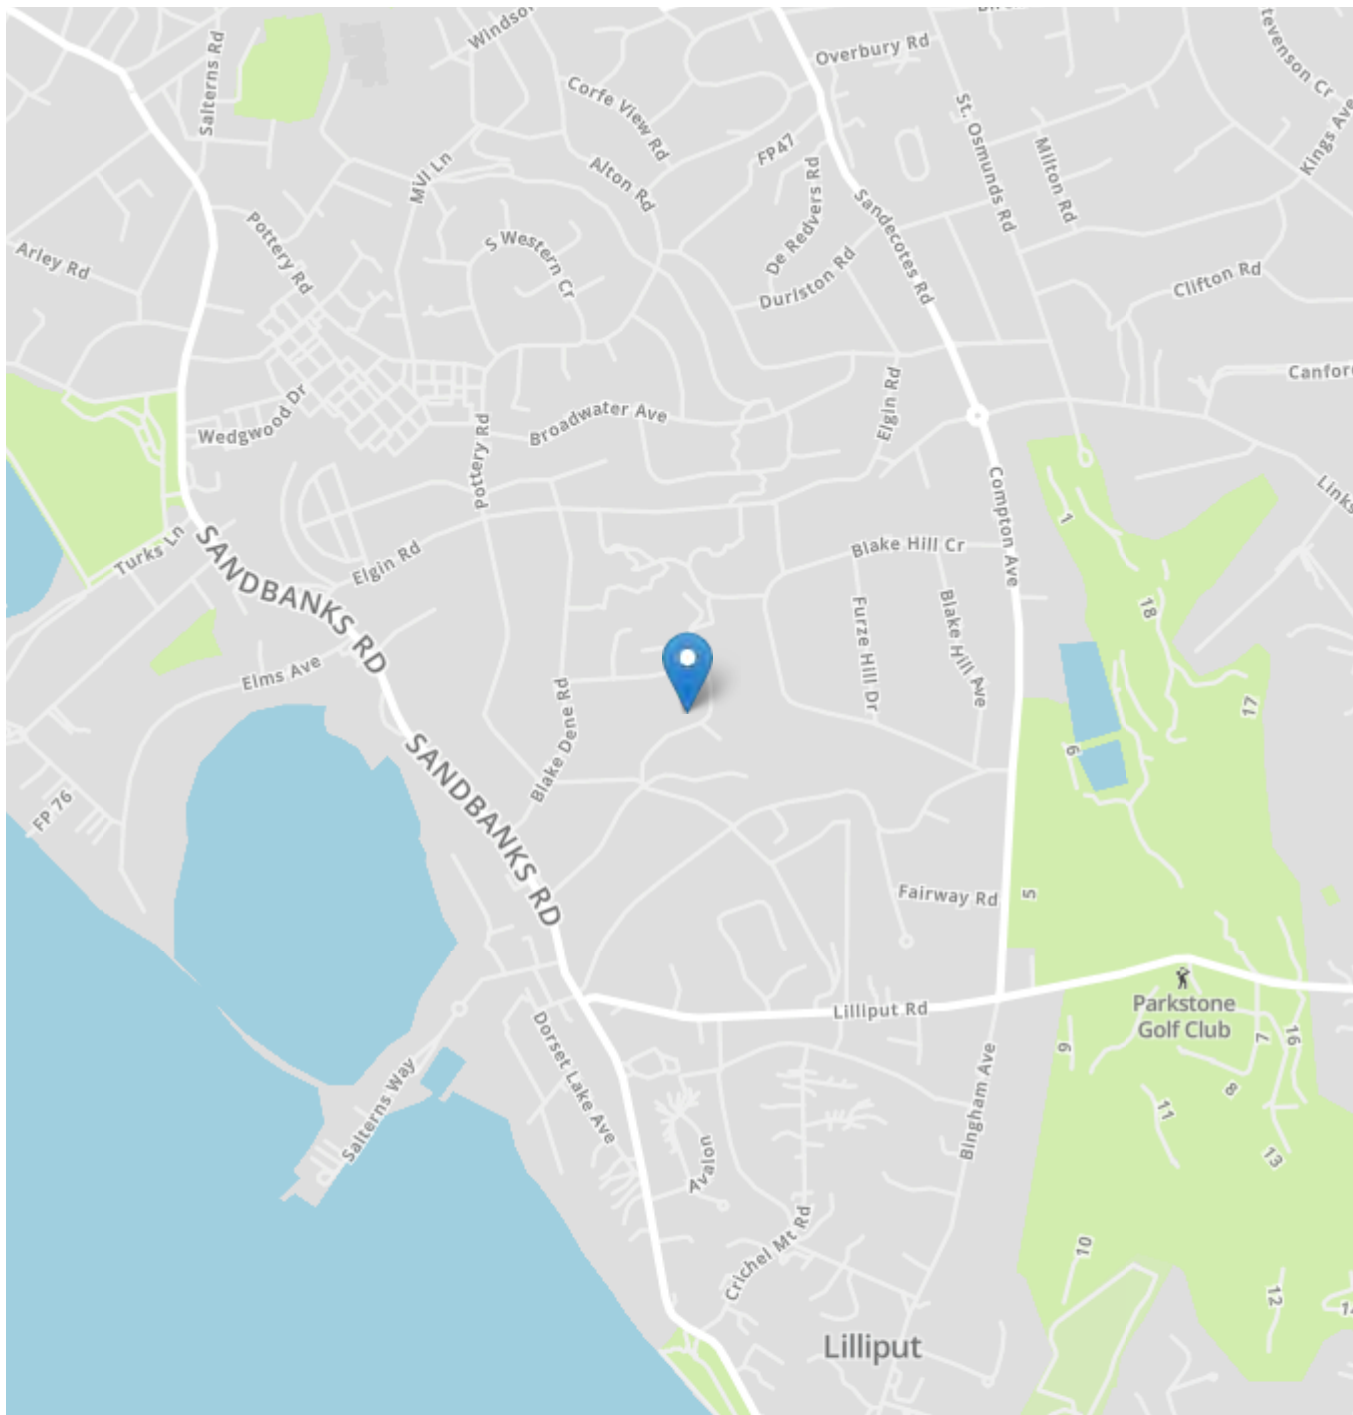 Windsor
Overbury Rd
Stevenson Cr
Salterns Rd
Corfe View Rd
St. Osmunds Rd
Kings Ave
FP47
Milton Rd
Mill Ln
Alton Rd
De Redvers Rd
Sandecotes Rd
Pottery Rd
S Western Cr
Arley Rd
Durlston Rd
Clifton Rd
Canford
Elgin Rd
Wedgwood Dr
Broadwater Ave
Pottery Rd
Compton Ave
Links
1
Turks Ln
SANDBANKS RD
Elgin Rd
Blake Hill Cr
Furze Hill Dr
Blake Hill Ave
18
Elms Ave
Blake Dene Rd
17
6
SANDBANKS RD
FP 76
Fairway Rd
5
Lilliput Rd
Parkstone
Golf Club
Dorset Lake Ave
9
7
16
Salterns Way
Bingham Ave
8
11
Avalon
13
Crichel Mt Rd
10
12
Lilliput